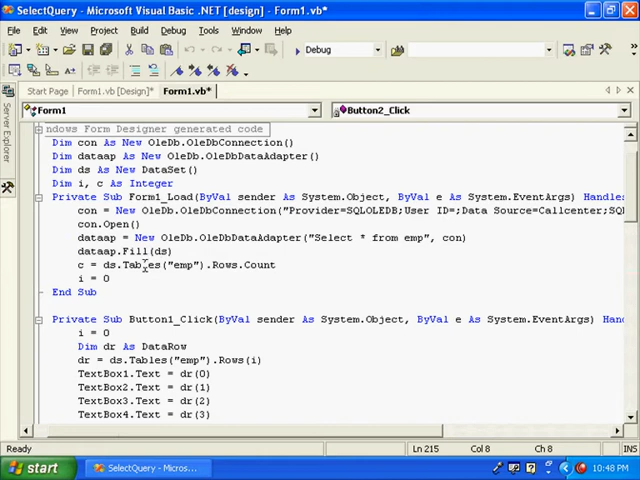 SelectQuery - Microsoft Visual Basic .NET [design] - Form1.vb*
File Edit View Project Build Debug Tools Window Help
Debug
Start Page Form1.vb [Design]* Form1.vb*
Form1 Button2_Click
Server Explorer
ndows Form Designer generated code
Dim con As New OleDb.OleDbConnection()
Dim dataap As New OleDb.OleDbDataAdapter()
Dim ds As New DataSet()
Dim i, c As Integer
Private Sub Form1_Load(ByVal sender As System.Object, ByVal e As System.EventArgs) Handles
con = New OleDb.OleDbConnection("Provider=SQLOLEDB;User ID=;Data Source=Callcenter;SQ
con.Open()
dataap = New OleDb.OleDbDataAdapter("Select * from emp", con)
dataap.Fill(ds)
c = ds.Tables("emp").Rows.Count
i = 0
End Sub
Private Sub Button1_Click(ByVal sender As System.Object, ByVal e As System.EventArgs) Hand
i = 0
Dim dr As DataRow
dr = ds.Tables("emp").Rows(i)
TextBox1.Text = dr(0)
TextBox2.Text = dr(1)
TextBox3.Text = dr(2)
TextBox4.Text = dr(3)
Ready Ln 215 Col 8 Ch 8 INS
start SelectQuery - Micros... 10:48 PM